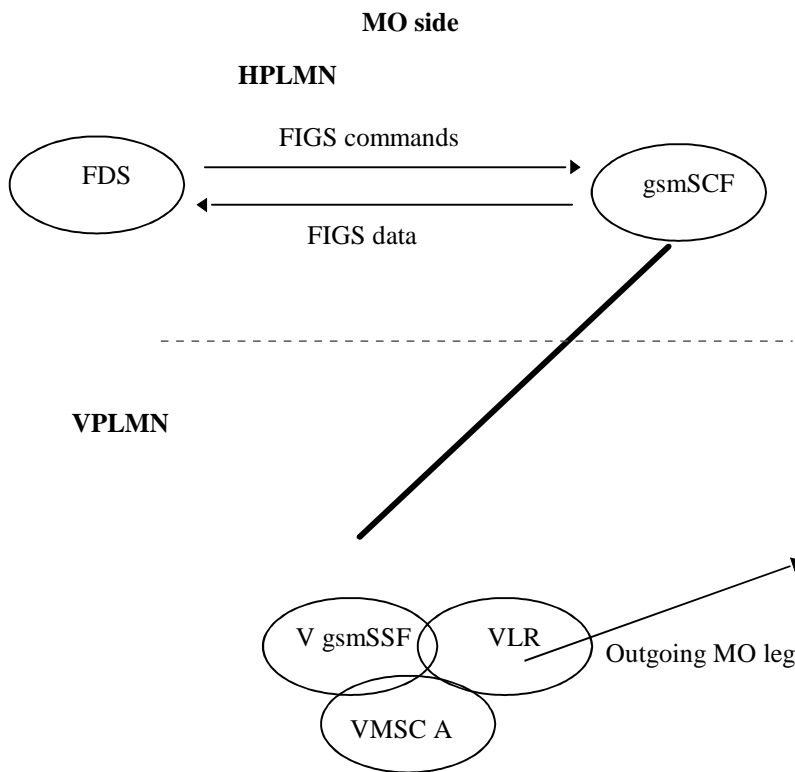 MO side
HPLMN
FIGS commands
FDS
gsmSCF
FIGS data
VPLMN
V gsmSSF
VLR
Outgoing MO leg
VMSC A